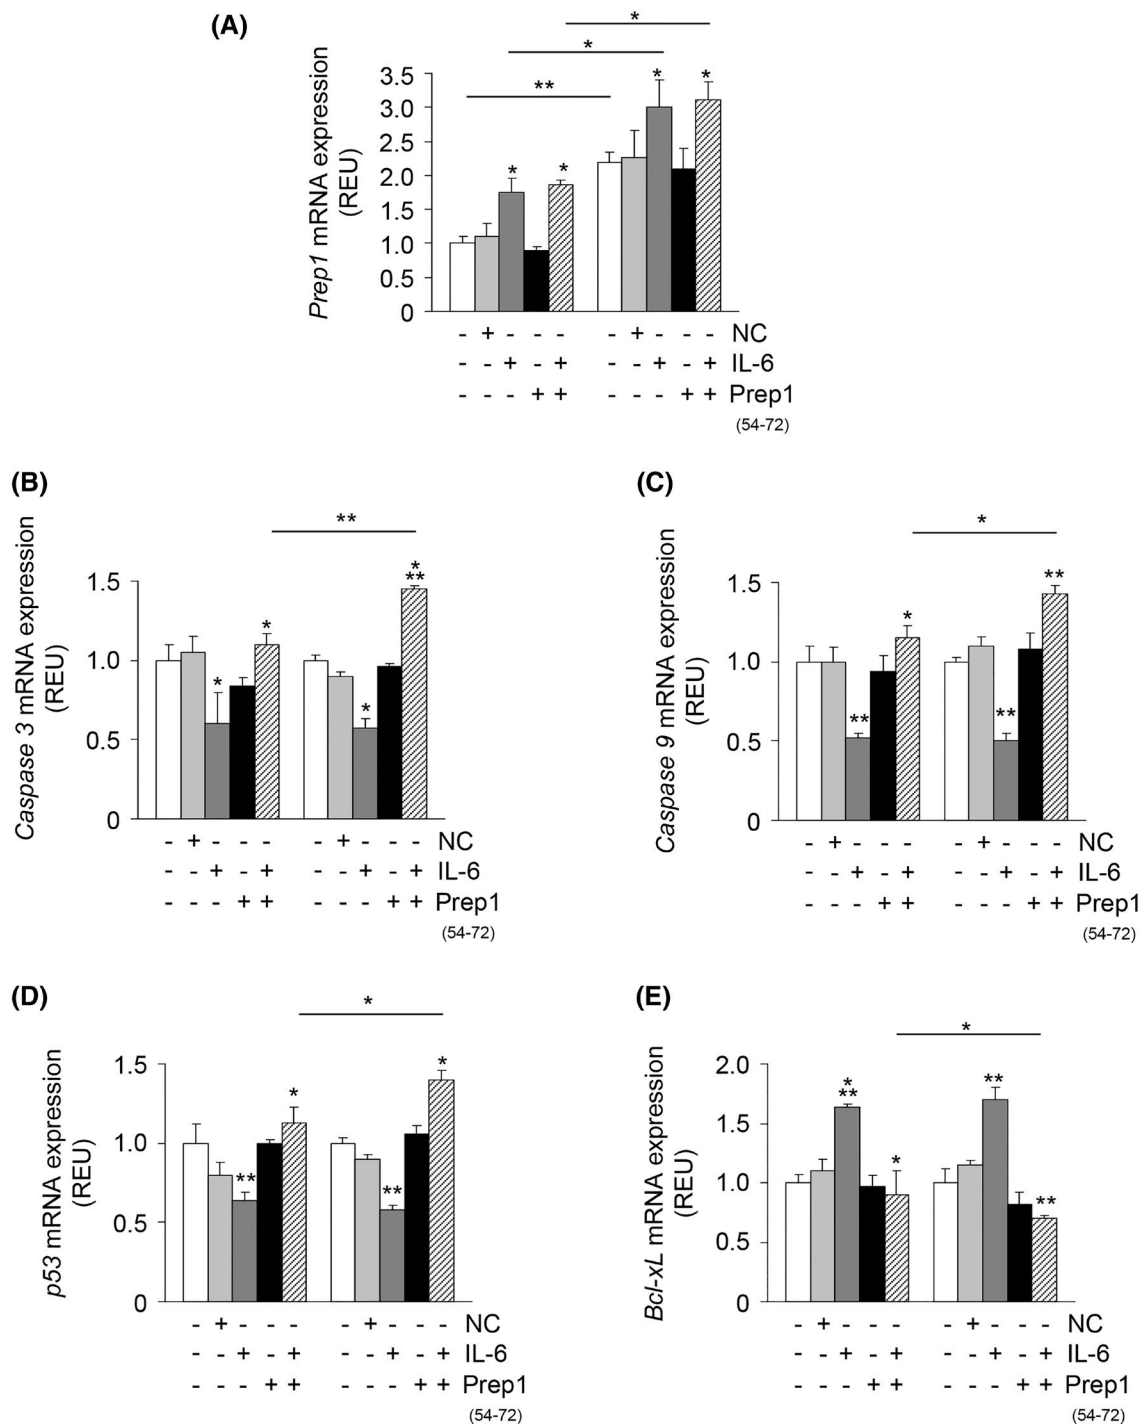 (A)
*
*
**
* *
* *
Prep1 mRNA expression
(REU)
3.5
3.0
2.5
2.0
1.5
1.0
0.5
0
- + - - - - + - - - NC
- - + - + - - + - + IL-6
- - - + + - - - + + Prep1
(54-72)
(B)
**
*
**
*
*
*
Caspase 3 mRNA expression
(REU)
1.5
1.0
0.5
0
- + - - - - + - - - NC
- - + - + - - + - + IL-6
- - - + + - - - + + Prep1
(54-72)
(C)
*
**
*
** **
Caspase 9 mRNA expression
(REU)
1.5
1.0
0.5
0
- + - - - - + - - - NC
- - + - + - - + - + IL-6
- - - + + - - - + + Prep1
(54-72)
(D)
*
*
*
** **
p53 mRNA expression
(REU)
1.5
1.0
0.5
0
- + - - - - + - - - NC
- - + - + - - + - + IL-6
- - - + + - - - + + Prep1
(54-72)
(E)
*
* **
**
*
**
Bcl-xL mRNA expression
(REU)
2.0
1.5
1.0
0.5
0
- + - - - - + - - - NC
- - + - + - - + - + IL-6
- - - + + - - - + + Prep1
(54-72)